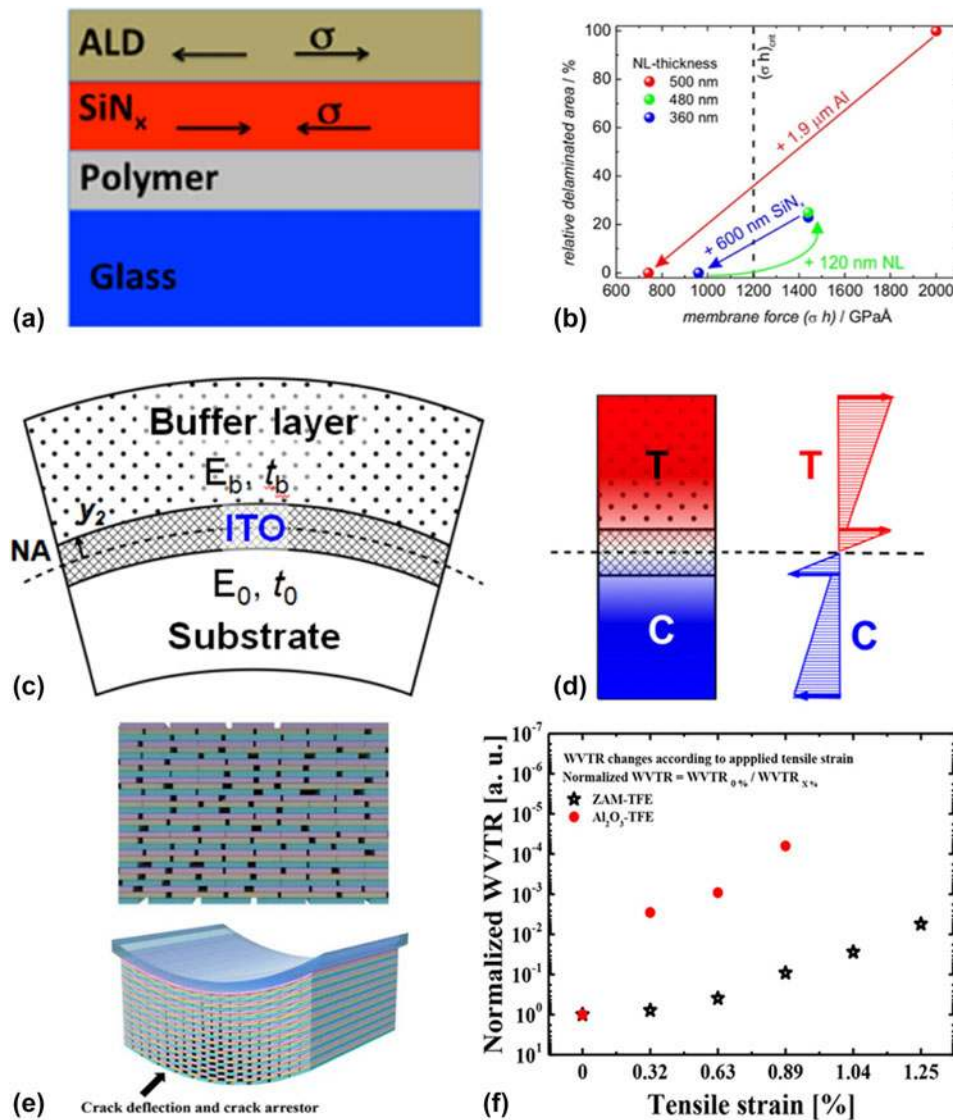 ALD
σ
SiNx
σ
Polymer
Glass
(a)
relative delaminated area / %
100
80
60
40
20
0
NL-thickness
500 nm
480 nm
360 nm
(σ h)crit
+ 1.9 μm Al
+ 600 nm SiNx
+ 120 nm NL
600 800 1000 1200 1400 1600 1800 2000
membrane force (σ h) / GPaÅ
(b)
Buffer layer
Eb, tb
y2
ITO
NA
E0, t0
Substrate
(c)
T
T
C
C
(d)
Crack deflection and crack arrestor
(e)
Normalized WVTR [a. u.]
10-7
10-6
10-5
10-4
10-3
10-2
10-1
100
101
WVTR changes according to appplied tensile strain
Normalized WVTR = WVTR 0 % / WVTR X %
ZAM-TFE
Al2O3-TFE
0 0.32 0.63 0.89 1.04 1.25
Tensile strain [%]
(f)